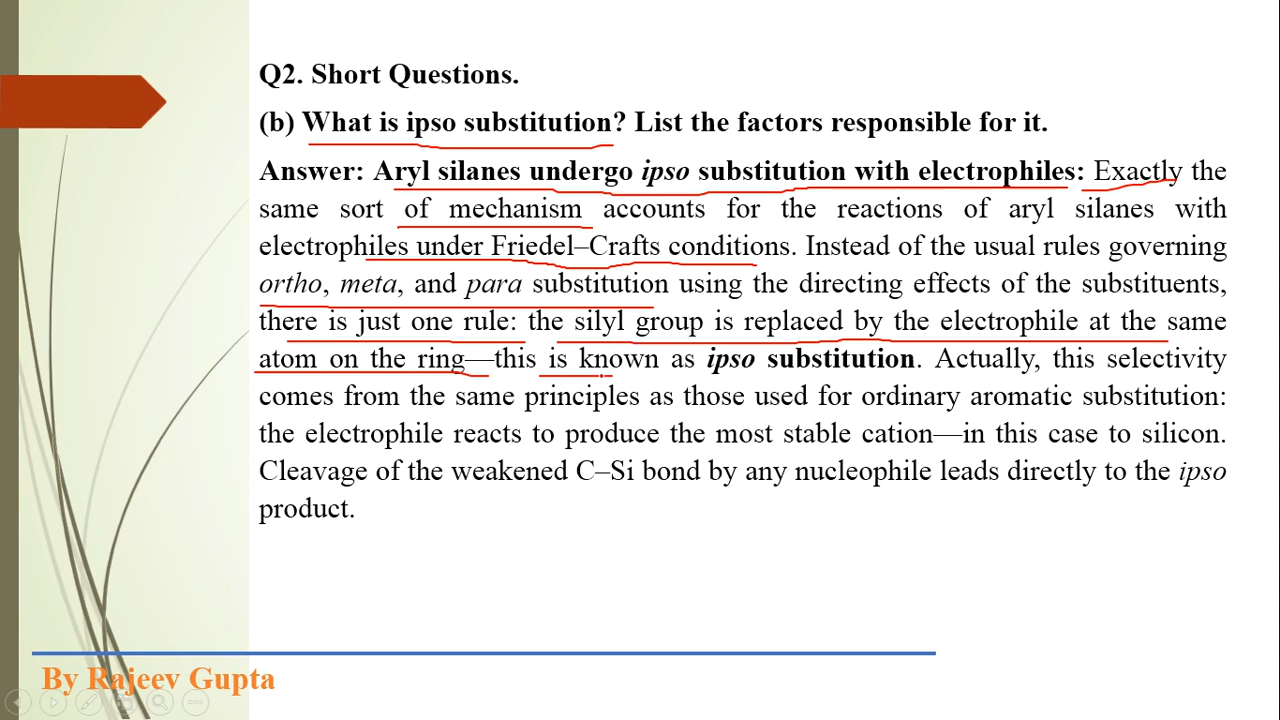 Q2. Short Questions.
(b) What is ipso substitution? List the factors responsible for it.
Answer: Aryl silanes undergo ipso substitution with electrophiles: Exactly the
same sort of mechanism accounts for the reactions of aryl silanes with
electrophiles under Friedel–Crafts conditions. Instead of the usual rules governing
ortho, meta, and para substitution using the directing effects of the substituents,
there is just one rule: the silyl group is replaced by the electrophile at the same
atom on the ring—this is known as ipso substitution. Actually, this selectivity
comes from the same principles as those used for ordinary aromatic substitution:
the electrophile reacts to produce the most stable cation—in this case to silicon.
Cleavage of the weakened C–Si bond by any nucleophile leads directly to the ipso
product.
By Rajeev Gupta